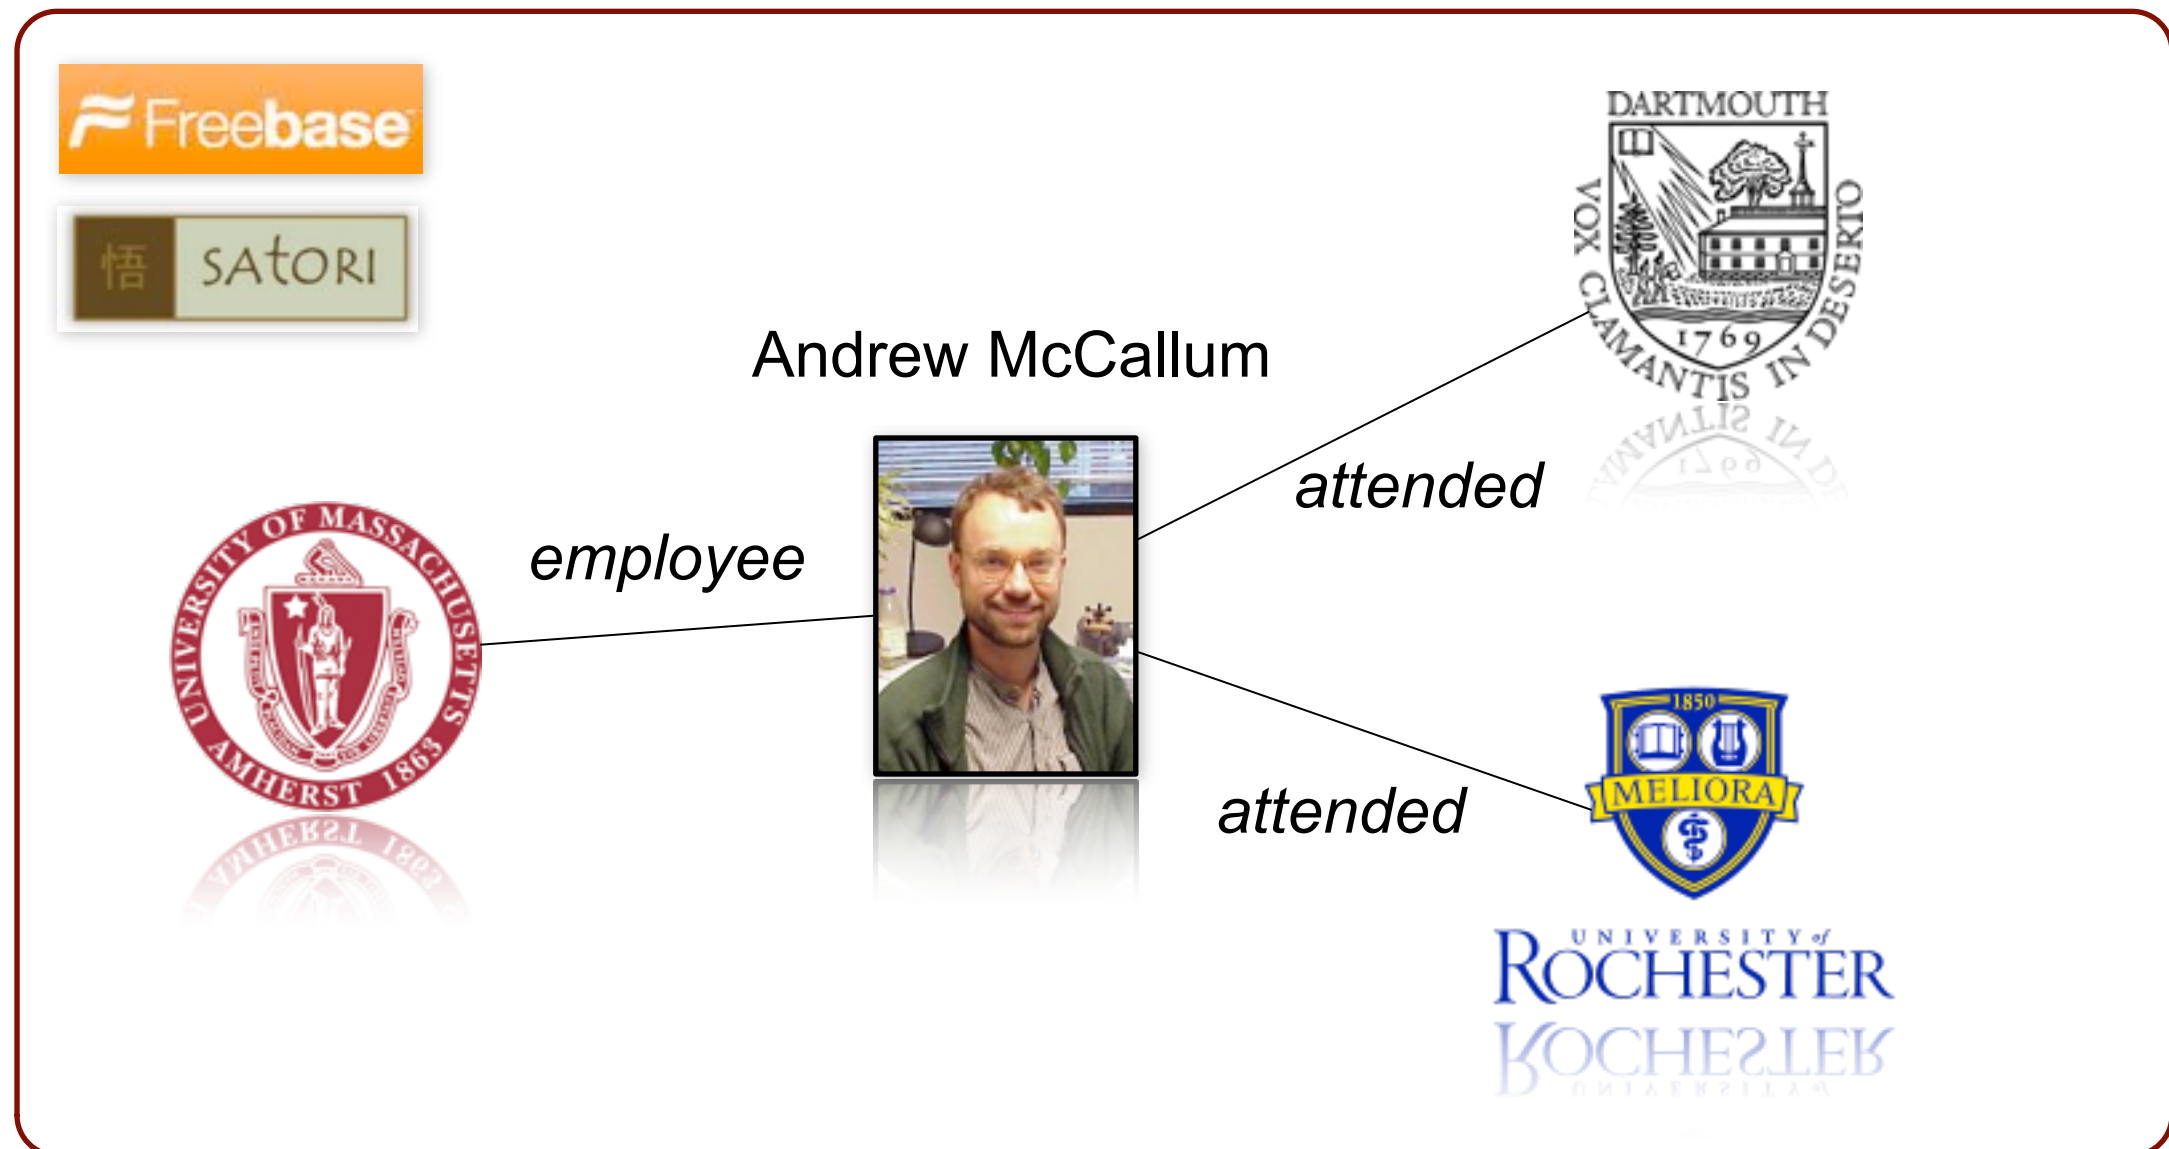 Freebase
悟 SATORI
DARTMOUTH
VOX CLAMANTIS IN DESERTO
1769
Andrew McCallum
attended
employee
UNIVERSITY OF MASSACHUSETTS
AMHERST 1863
1850
MELIORA
attended
UNIVERSITY of
ROCHESTER